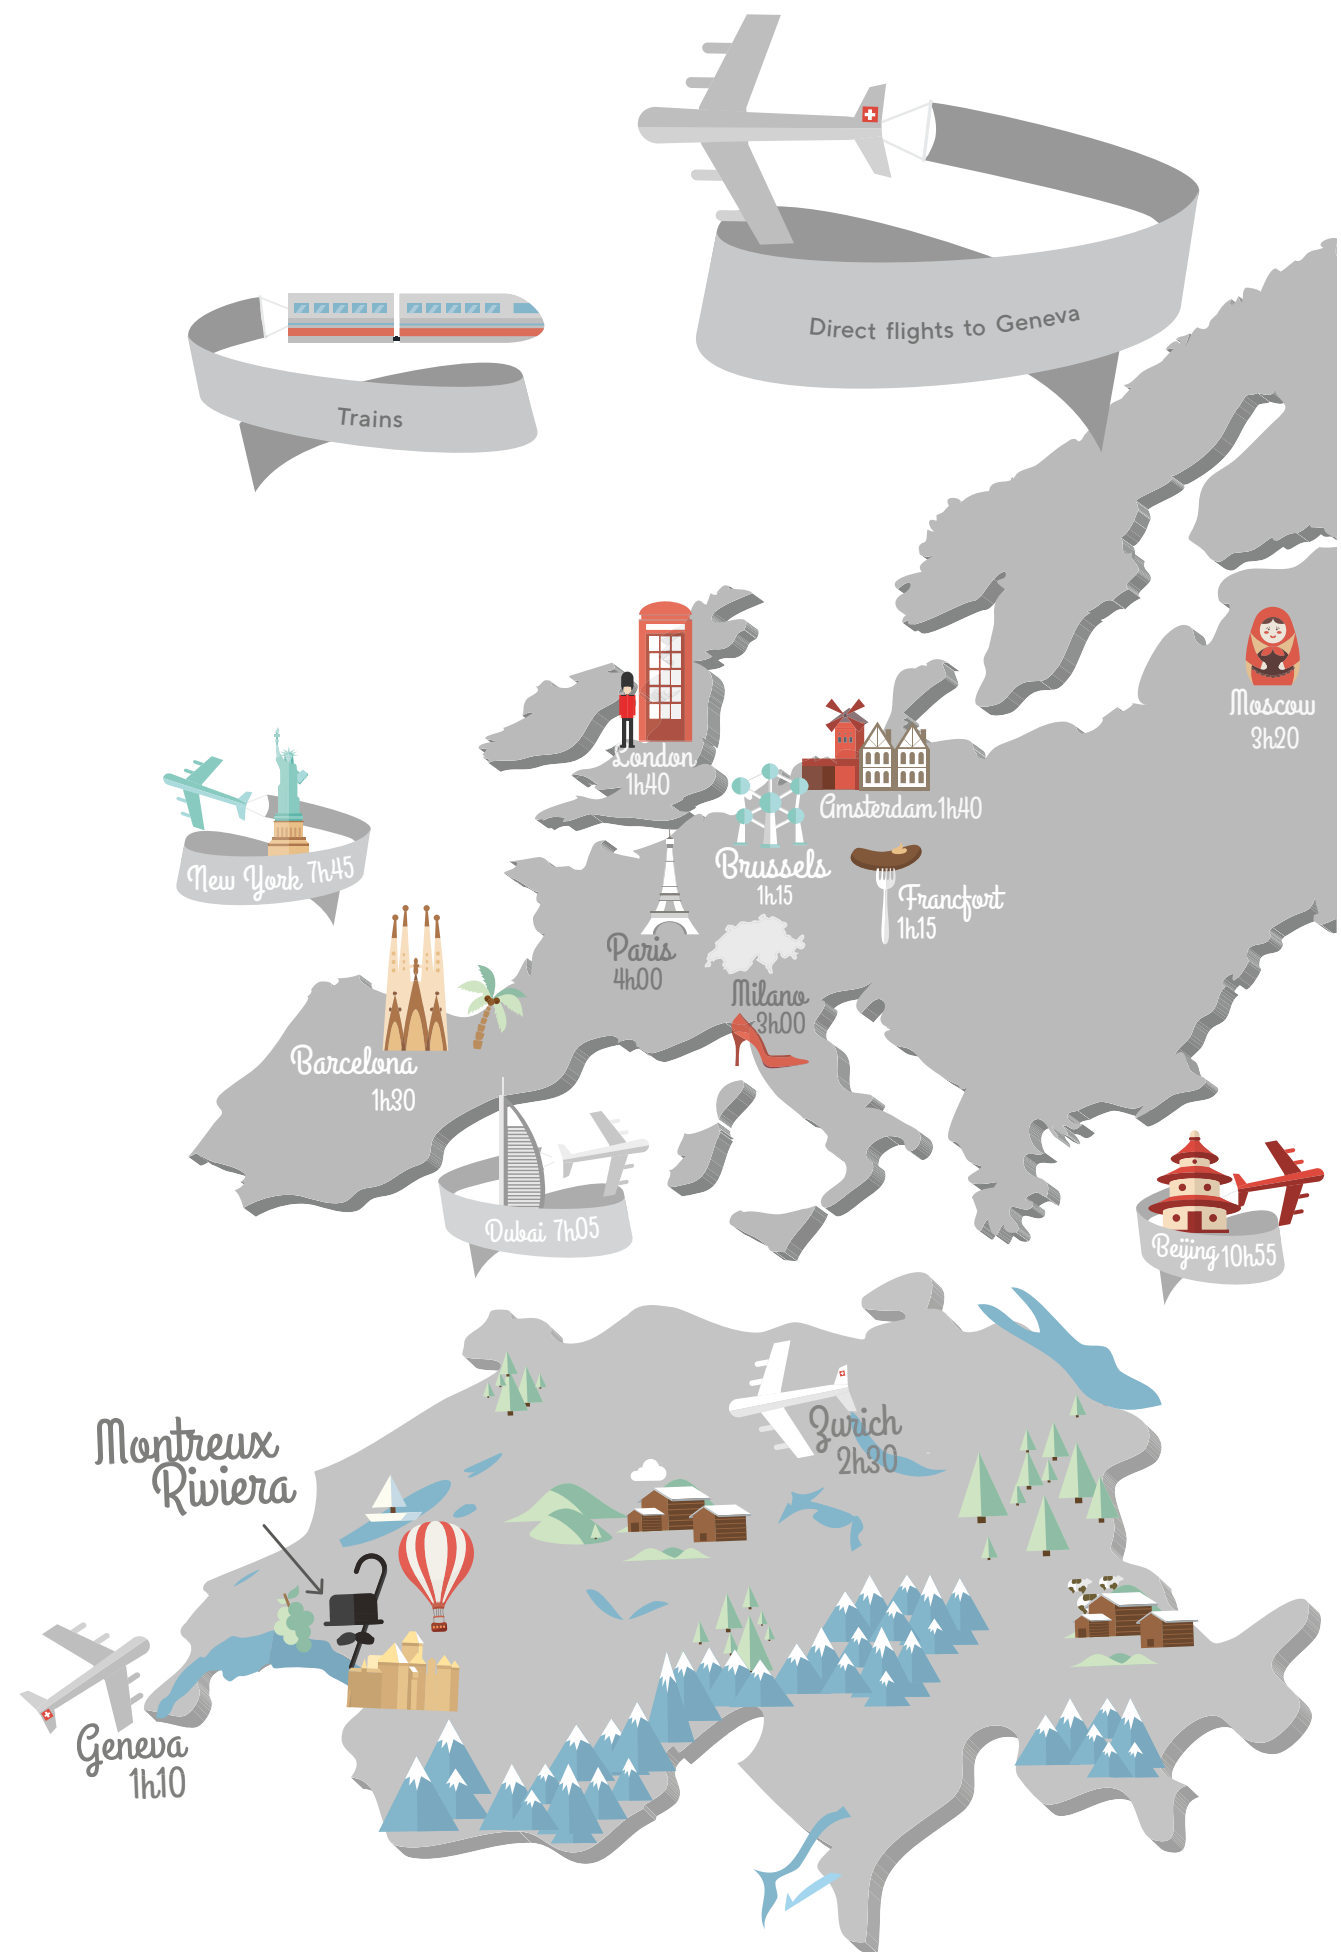 Direct flights to Geneva
Trains
Moscow
3h20
London
1h40
Amsterdam 1h40
New York 7h45
Brussels
1h15
Francfort
1h15
Paris
4h00
Milano
3h00
Barcelona
1h30
Dubai 7h05
Beijing 10h55
Zurich
2h30
Montreux
Riviera
Geneva
1h10